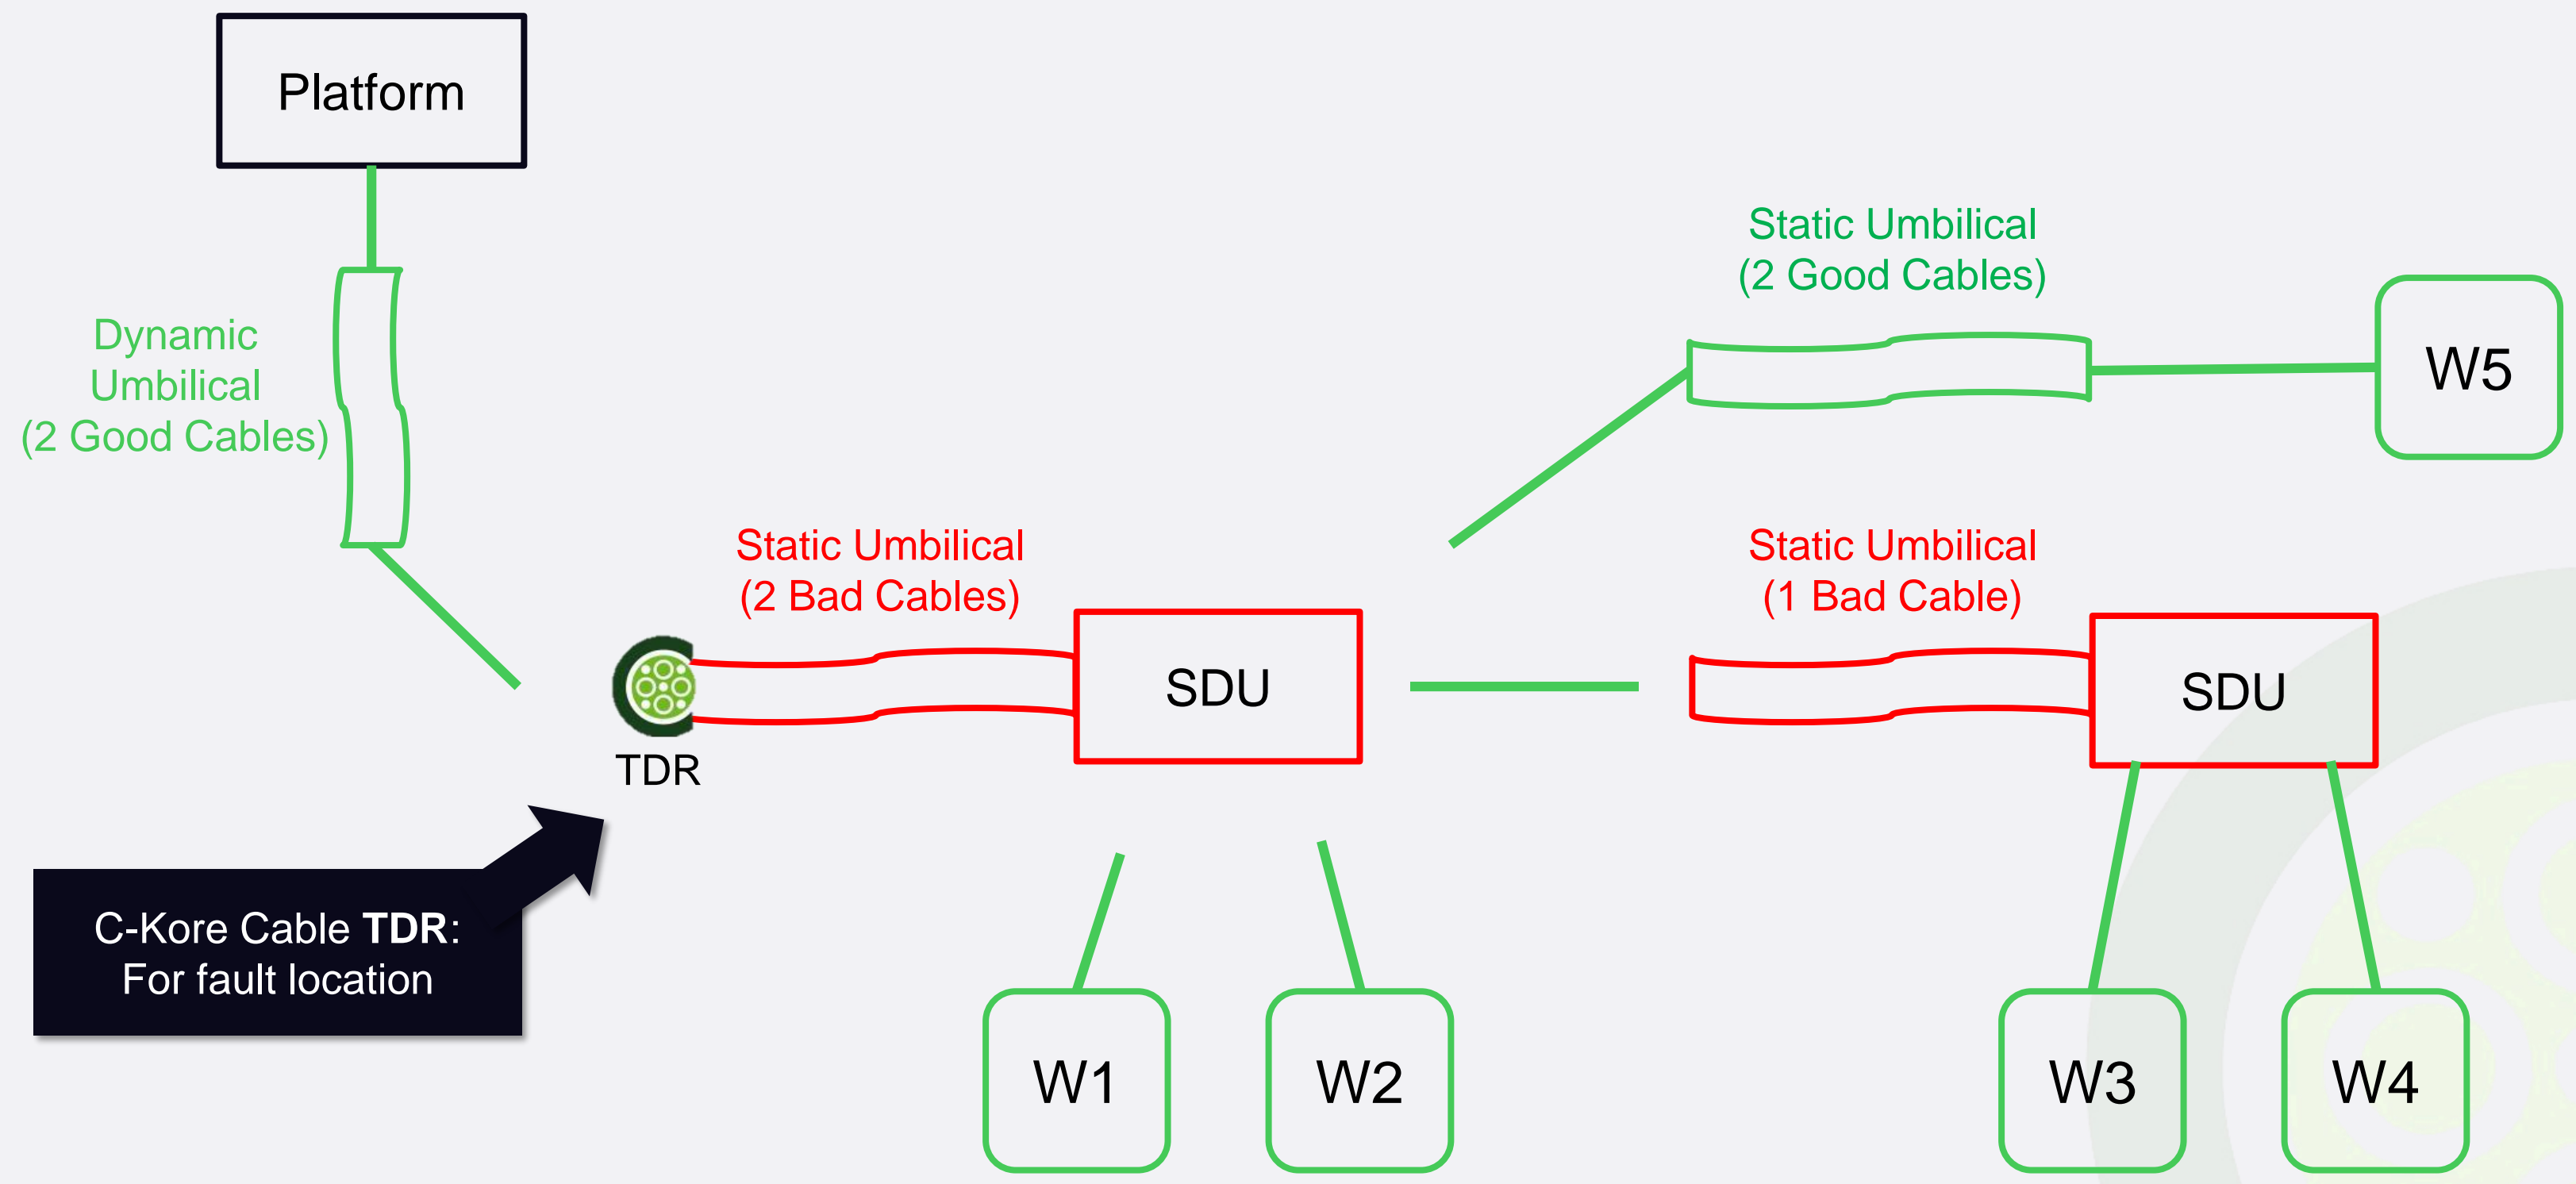 Platform
Dynamic
Umbilical
(2 Good Cables)
Static Umbilical
(2 Good Cables)
W5
Static Umbilical
(2 Bad Cables)
SDU
Static Umbilical
(1 Bad Cable)
SDU
TDR
C-Kore Cable TDR:
For fault location
W1
W2
W3
W4